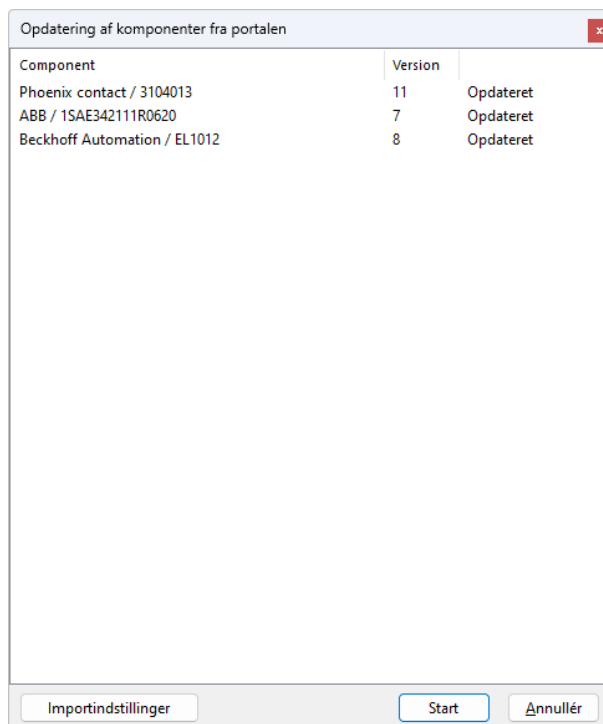 Opdatering af komponenter fra portalen
Component Version
Phoenix contact / 3104013 11 Opdateret
ABB / 1SAE342111R0620 7 Opdateret
Beckhoff Automation / EL1012 8 Opdateret
Importindstillinger Start Annullér